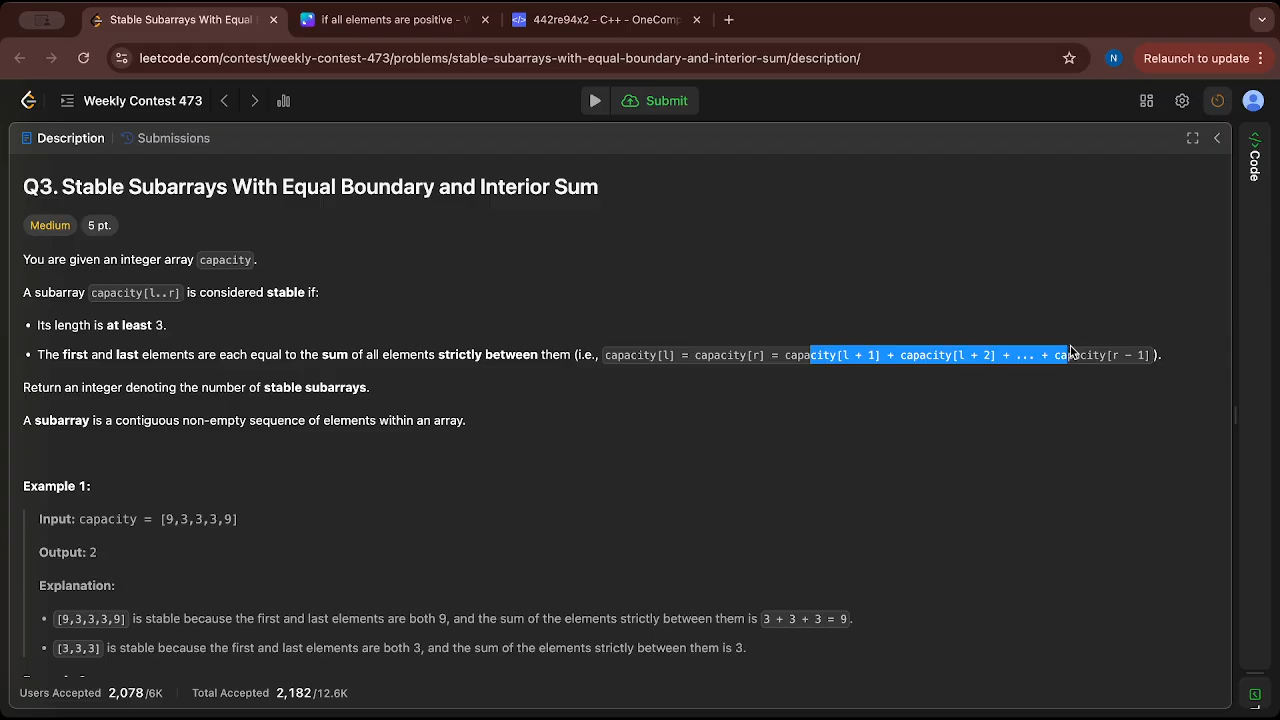 Stable Subarrays With Equal
if all elements are positive -
442re94x2 - C++ - OneComp
leetcode.com/contest/weekly-contest-473/problems/stable-subarrays-with-equal-boundary-and-interior-sum/description/
N
Relaunch to update
Weekly Contest 473
Submit
Description
Submissions
Code
Q3. Stable Subarrays With Equal Boundary and Interior Sum
Medium
5 pt.
You are given an integer array capacity.
A subarray capacity[l..r] is considered stable if:
• Its length is at least 3.
• The first and last elements are each equal to the sum of all elements strictly between them (i.e., capacity[l] = capacity[r] = capacity[l + 1] + capacity[l + 2] + ... + capacity[r − 1]).
Return an integer denoting the number of stable subarrays.
A subarray is a contiguous non-empty sequence of elements within an array.
Example 1:
Input: capacity = [9,3,3,3,9]
Output: 2
Explanation:
• [9,3,3,3,9] is stable because the first and last elements are both 9, and the sum of the elements strictly between them is 3 + 3 + 3 = 9.
• [3,3,3] is stable because the first and last elements are both 3, and the sum of the elements strictly between them is 3.
Users Accepted 2,078/6K
Total Accepted 2,182/12.6K